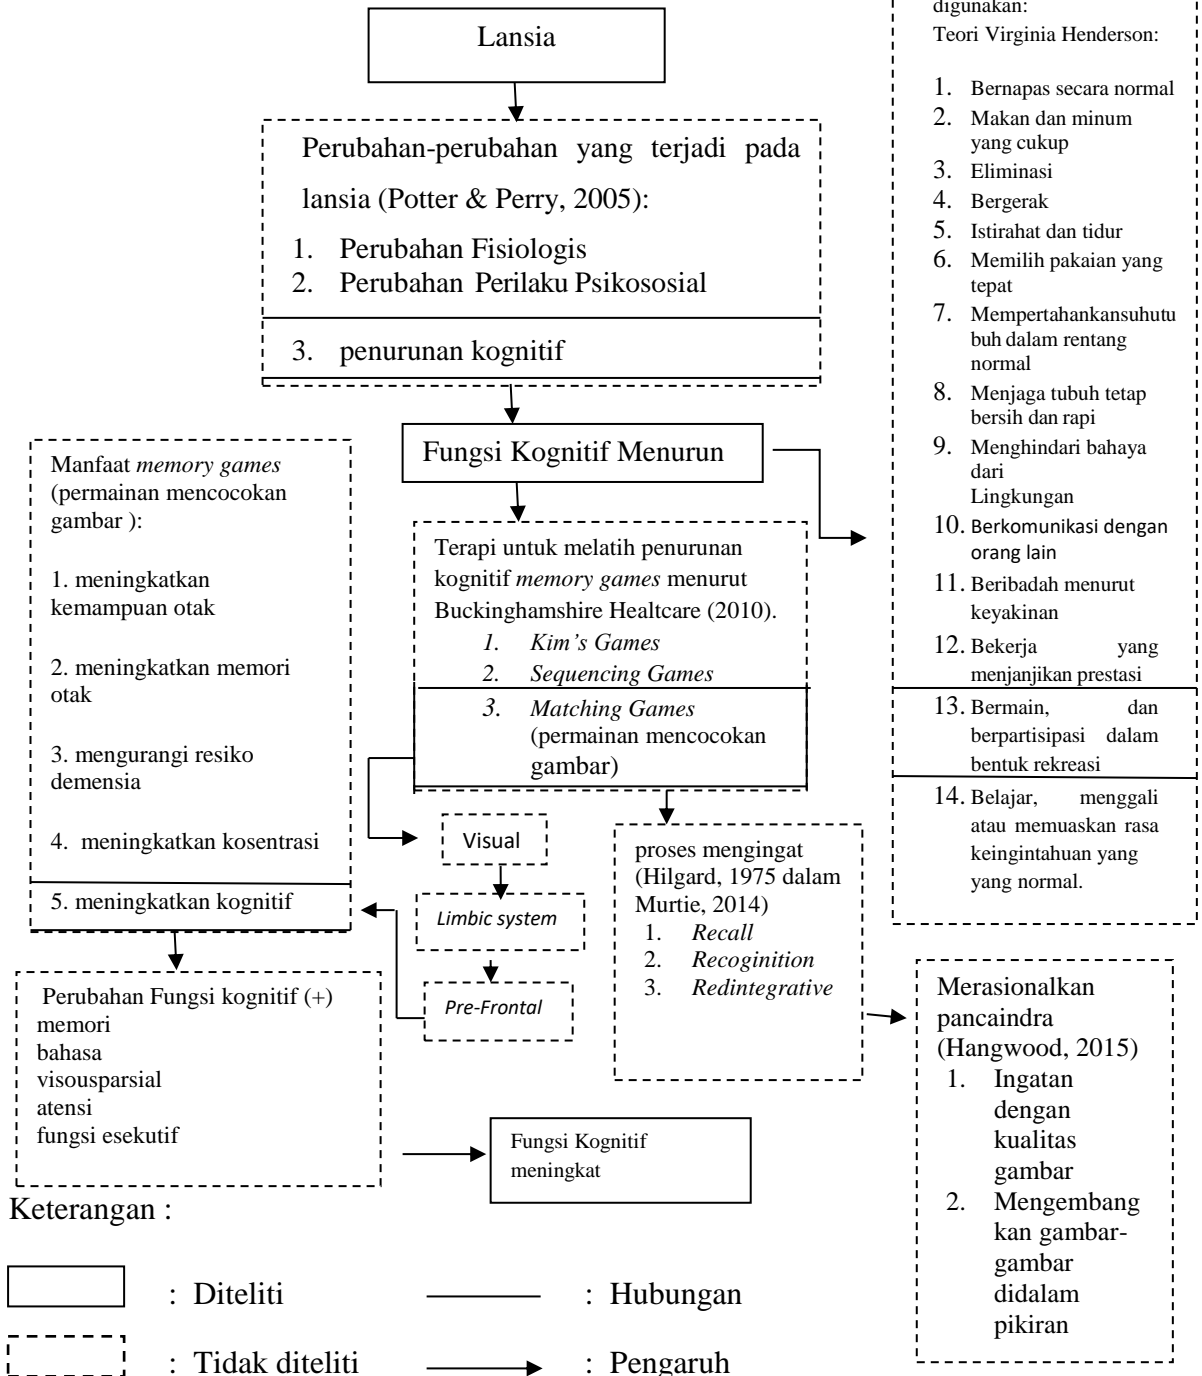 Lansia
Perubahan-perubahan yang terjadi pada
lansia (Potter & Perry, 2005):
1. Perubahan Fisiologis
2. Perubahan Perilaku Psikososial
3. penurunan kognitif
Fungsi Kognitif Menurun
digunakan:
Teori Virginia Henderson:
1. Bernapas secara normal
2. Makan dan minum
yang cukup
3. Eliminasi
4. Bergerak
5. Istirahat dan tidur
6. Memilih pakaian yang
tepat
7. Mempertahankansuhutu
buh dalam rentang
normal
8. Menjaga tubuh tetap
bersih dan rapi
9. Menghindari bahaya
dari
Lingkungan
10. Berkomunikasi dengan
orang lain
11. Beribadah menurut
keyakinan
12. Bekerja yang
menjanjikan prestasi
13. Bermain, dan
berpartisipasi dalam
bentuk rekreasi
14. Belajar, menggali
atau memuaskan rasa
keingintahuan yang
yang normal.
Manfaat memory games
(permainan mencocokan
gambar ):
1. meningkatkan
kemampuan otak
2. meningkatkan memori
otak
3. mengurangi resiko
demensia
4. meningkatkan kosentrasi
5. meningkatkan kognitif
Terapi untuk melatih penurunan
kognitif memory games menurut
Buckinghamshire Healtcare (2010).
1. Kim’s Games
2. Sequencing Games
3. Matching Games
(permainan mencocokan
gambar)
Visual
Limbic system
Pre-Frontal
proses mengingat
(Hilgard, 1975 dalam
Murtie, 2014)
1. Recall
2. Recoginition
3. Redintegrative
Merasionalkan
pancaindra
(Hangwood, 2015)
1. Ingatan
dengan
kualitas
gambar
2. Mengembang
kan gambar-
gambar
didalam
pikiran
Perubahan Fungsi kognitif (+)
memori
bahasa
visousparsial
atensi
fungsi esekutif
Fungsi Kognitif
meningkat
Keterangan :
: Diteliti : Hubungan
: Tidak diteliti : Pengaruh